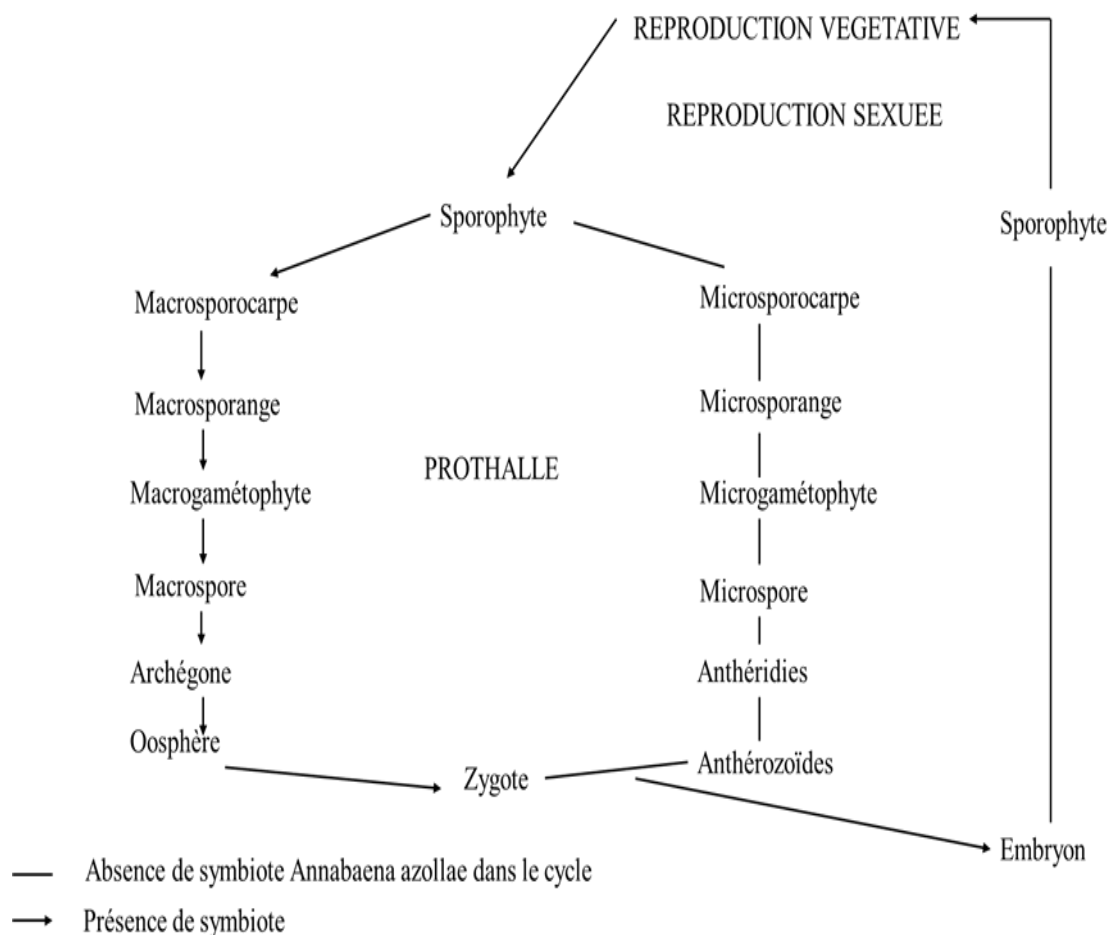 REPRODUCTION VEGETATIVE
REPRODUCTION SEXUEE
Sporophyte
Sporophyte
Macrosporocarpe
Microsporocarpe
Macrosporange
Microsporange
PROTHALLE
Macrogamétophyte
Microgamétophyte
Macrospore
Microspore
Archégone
Anthéridies
Oosphère
Anthérozoïdes
Zygote
Embryon
Absence de symbiote Annabaena azollae dans le cycle
Présence de symbiote